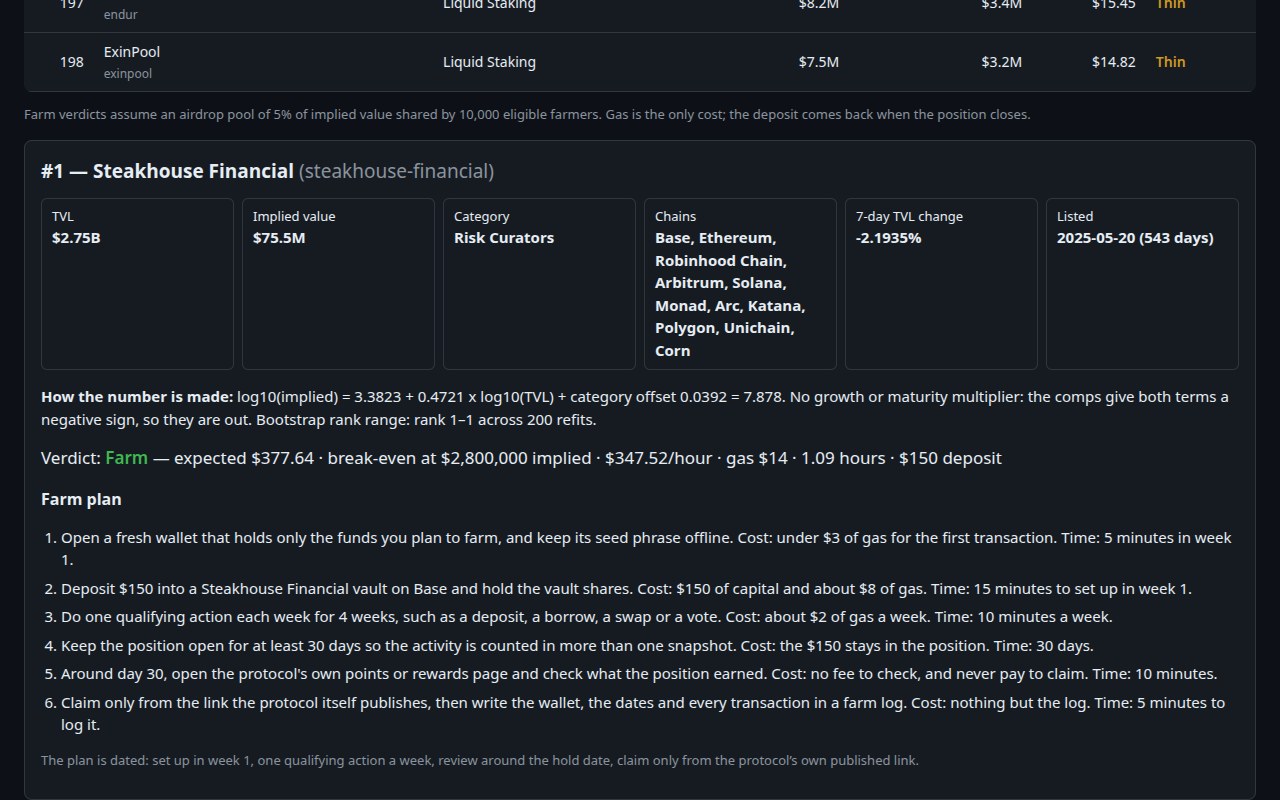 197
endur
Liquid Staking
$8.2M
$3.4M
$15.45
Thin
198
ExinPool
exinpool
Liquid Staking
$7.5M
$3.2M
$14.82
Thin
Farm verdicts assume an airdrop pool of 5% of implied value shared by 10,000 eligible farmers. Gas is the only cost; the deposit comes back when the position closes.
#1 — Steakhouse Financial (steakhouse-financial)
TVL
$2.75B
Implied value
$75.5M
Category
Risk Curators
Chains
Base, Ethereum,
Robinhood Chain,
Arbitrum, Solana,
Monad, Arc, Katana,
Polygon, Unichain,
Corn
7-day TVL change
-2.1935%
Listed
2025-05-20 (543 days)
How the number is made: log10(implied) = 3.3823 + 0.4721 x log10(TVL) + category offset 0.0392 = 7.878. No growth or maturity multiplier: the comps give both terms a
negative sign, so they are out. Bootstrap rank range: rank 1–1 across 200 refits.
Verdict: Farm — expected $377.64 · break-even at $2,800,000 implied · $347.52/hour · gas $14 · 1.09 hours · $150 deposit
Farm plan
1. Open a fresh wallet that holds only the funds you plan to farm, and keep its seed phrase offline. Cost: under $3 of gas for the first transaction. Time: 5 minutes in week
1.
2. Deposit $150 into a Steakhouse Financial vault on Base and hold the vault shares. Cost: $150 of capital and about $8 of gas. Time: 15 minutes to set up in week 1.
3. Do one qualifying action each week for 4 weeks, such as a deposit, a borrow, a swap or a vote. Cost: about $2 of gas a week. Time: 10 minutes a week.
4. Keep the position open for at least 30 days so the activity is counted in more than one snapshot. Cost: the $150 stays in the position. Time: 30 days.
5. Around day 30, open the protocol's own points or rewards page and check what the position earned. Cost: no fee to check, and never pay to claim. Time: 10 minutes.
6. Claim only from the link the protocol itself publishes, then write the wallet, the dates and every transaction in a farm log. Cost: nothing but the log. Time: 5 minutes to
log it.
The plan is dated: set up in week 1, one qualifying action a week, review around the hold date, claim only from the protocol's own published link.